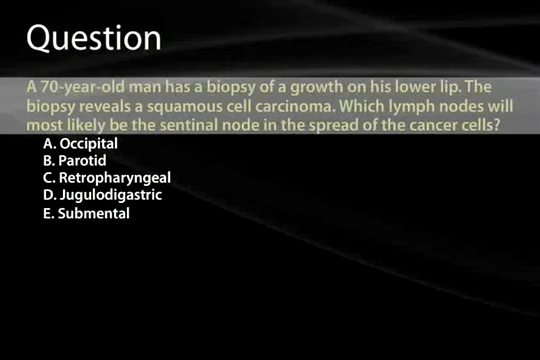 Question
A 70-year-old man has a biopsy of a growth on his lower lip. The
biopsy reveals a squamous cell carcinoma. Which lymph nodes will
most likely be the sentinal node in the spread of the cancer cells?
A. Occipital
B. Parotid
C. Retropharyngeal
D. Jugulodigastric
E. Submental